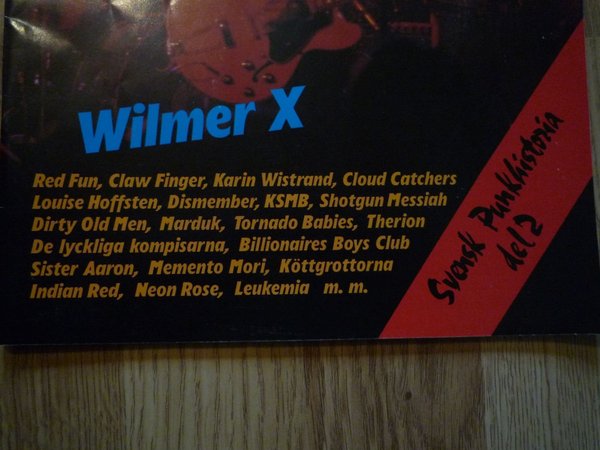 Wilmer X
Red Fun, Claw Finger, Karin Wistrand, Cloud Catchers
Louise Hoffsten, Dismember, KSMB, Shotgun Messiah
Dirty Old Men, Marduk, Tornado Babies, Therion
De lyckliga kompisarna, Billionaires Boys Club
Sister Aaron, Memento Mori, Köttgrottorna
Indian Red, Neon Rose, Leukemia m. m.
Svensk Punkhistoria
del 2